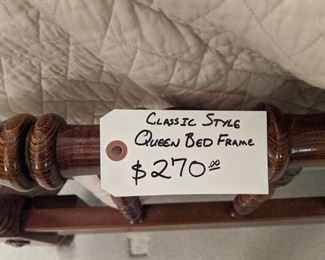 Classic Style
Queen Bed Frame
$270.00